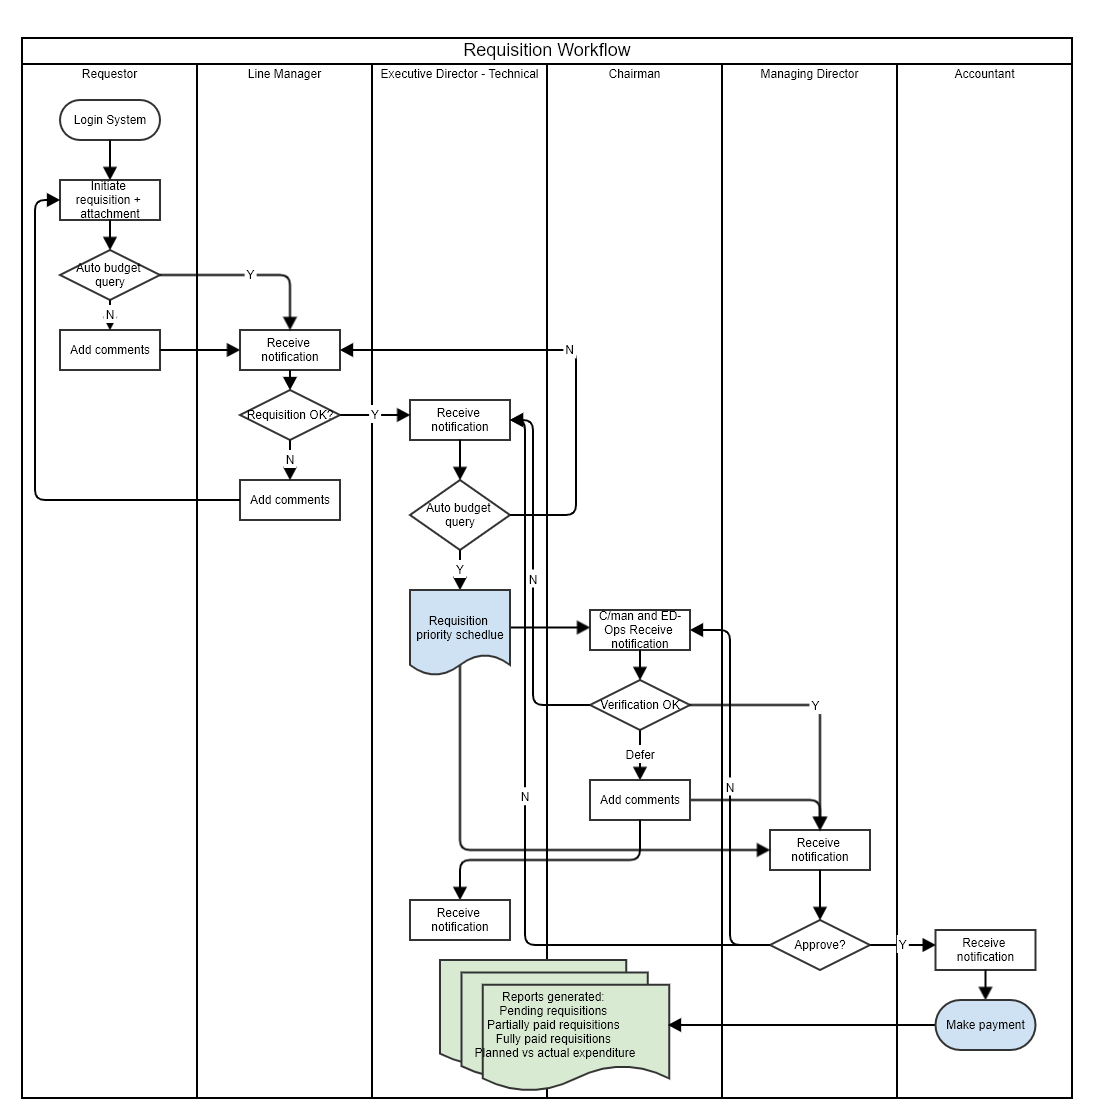 Requisition Workflow
Requestor
Line Manager
Executive Director - Technical
Chairman
Managing Director
Accountant
Login System
Initiate
requisition +
attachment
Auto budget
query
Y
N
Add comments
Receive
notification
N
Requisition OK?
Y
Receive
notification
N
Add comments
Auto budget
query
Y
N
Requisition
priority schedlue
C/man and ED-
Ops Receive
notification
Verification OK
Y
Defer
Add comments
N
N
Receive
notification
Receive
notification
Approve?
Y
Receive
notification
Make payment
Reports generated:
Pending requisitions
Partially paid requisitions
Fully paid requisitions
Planned vs actual expenditure